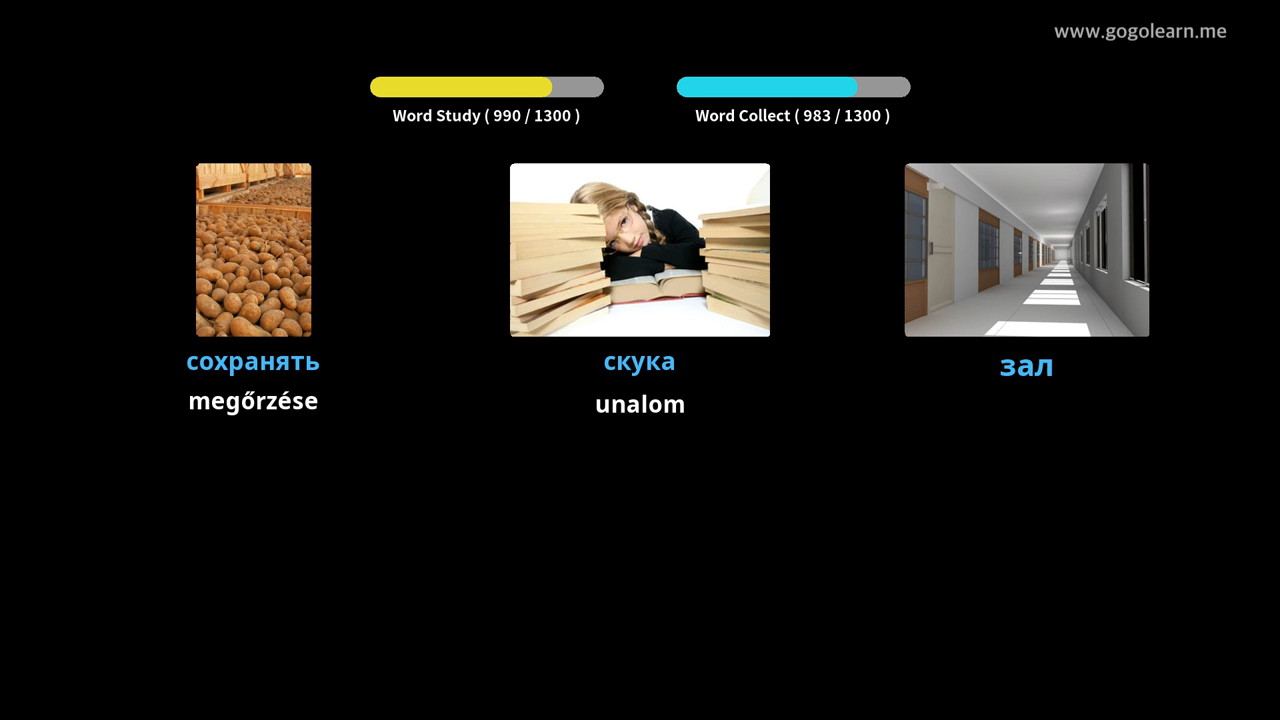 www.gogolearn.me
Word Study ( 990 / 1300 )
Word Collect ( 983 / 1300 )
сохранять
megőrzése
скука
unalom
зал